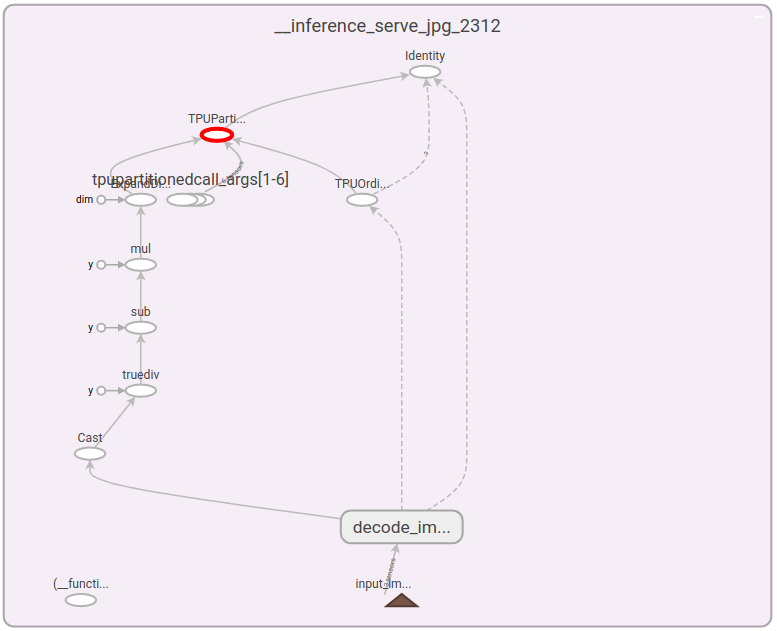 __inference_serve_jpg_2312
Identity
TPUParti...
tpupartitionedcall_args[1-6]
TPUOrdi...
dim
mul
y
sub
y
truediv
y
Cast
decode_im...
(__functi...
input_im...